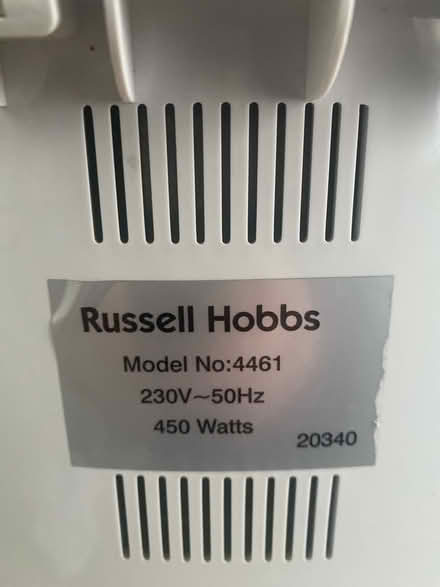 Russell Hobbs
Model No:4461
230V~50Hz
450 Watts
20340